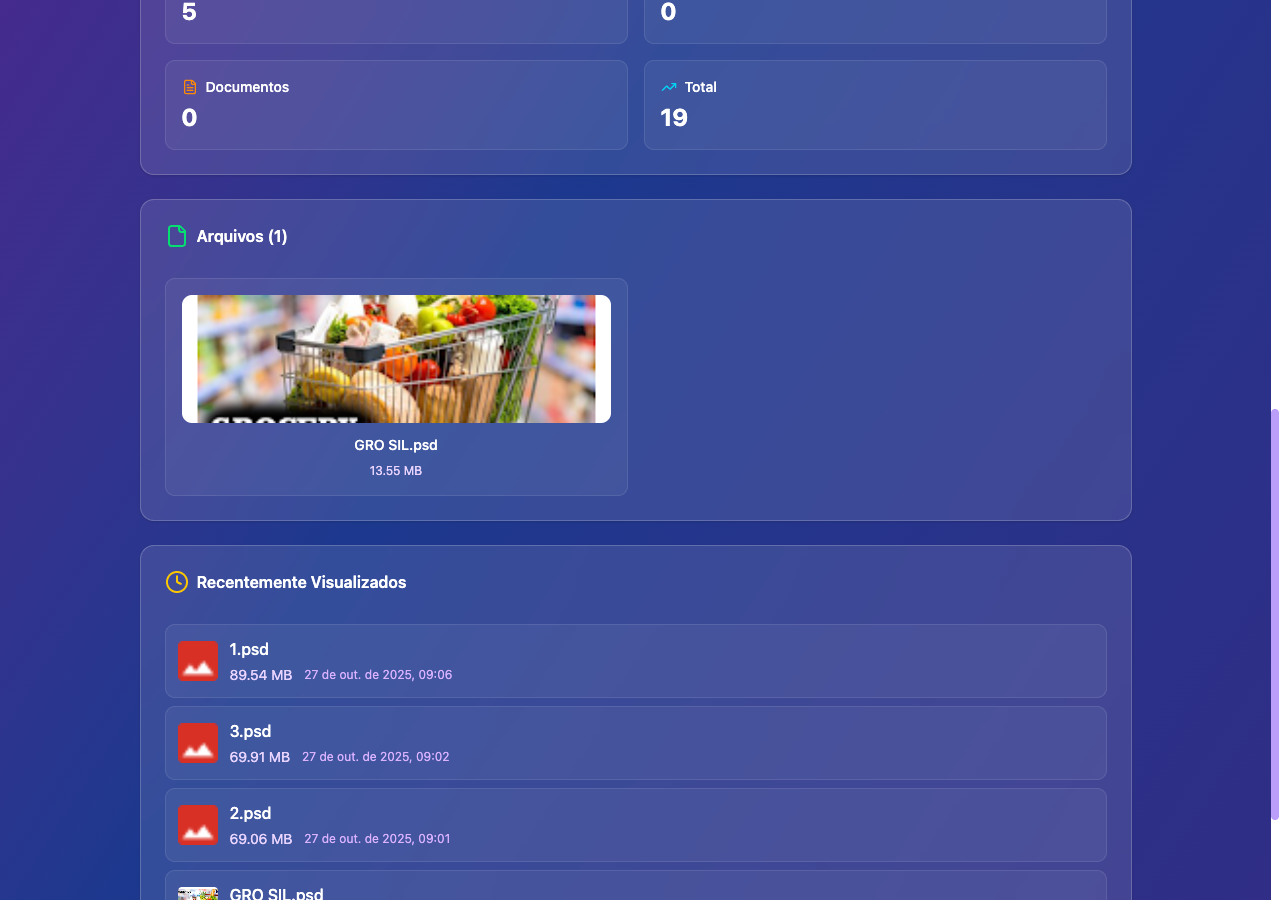 5
0
Documentos
0
Total
19
Arquivos (1)
GROCERY
GRO SIL.psd
13.55 MB
Recentemente Visualizados
1.psd
89.54 MB 27 de out. de 2025, 09:06
3.psd
69.91 MB 27 de out. de 2025, 09:02
2.psd
69.06 MB 27 de out. de 2025, 09:01
GRO SIL.psd